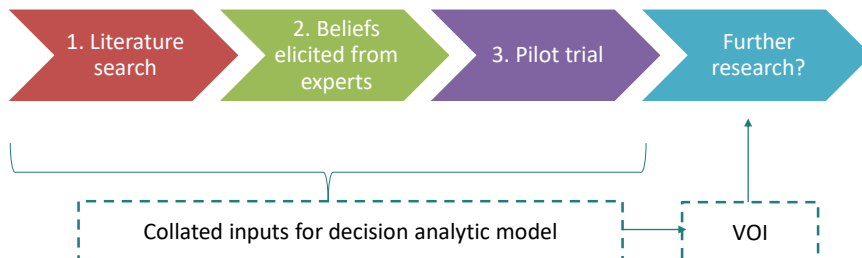 1. Literature
search
2. Beliefs
elicited from
experts
3. Pilot trial
Further
research?
Collated inputs for decision analytic model
VOI